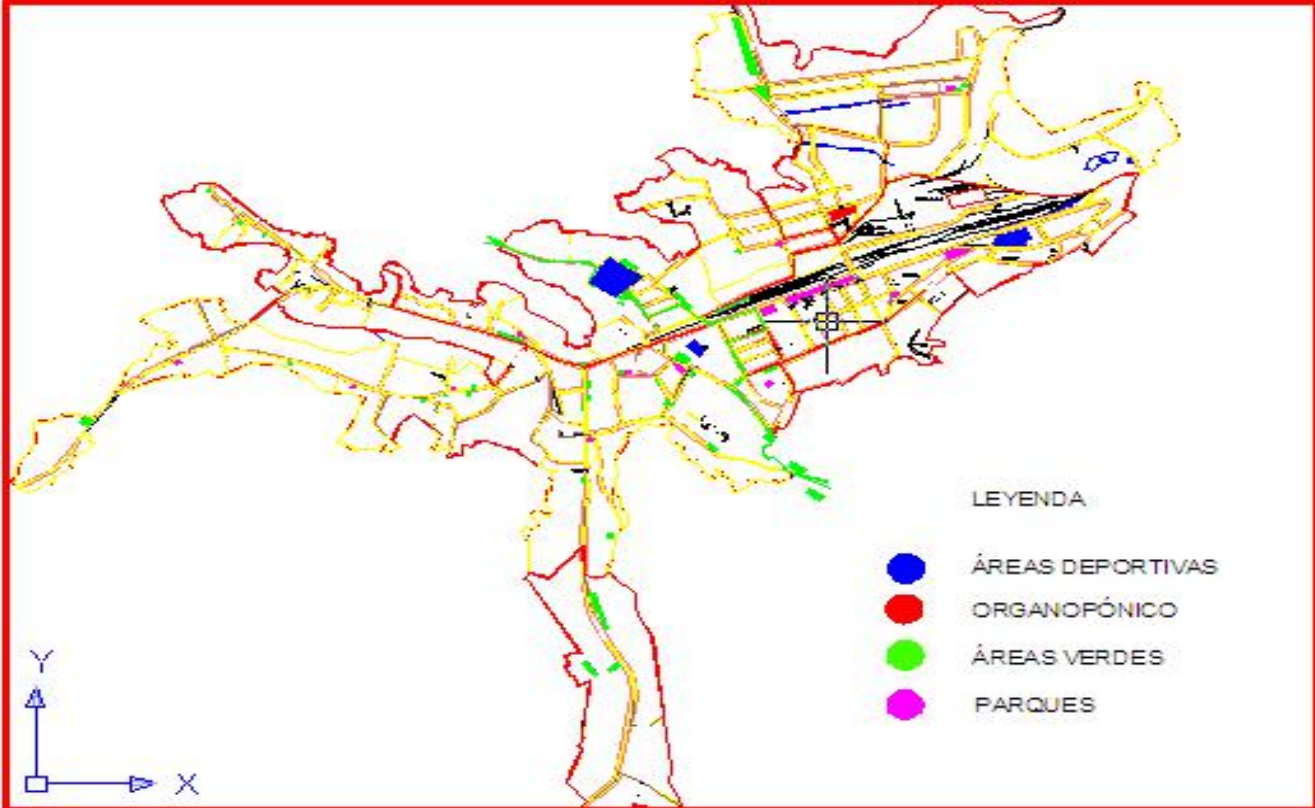 LEYENDA
ÁREAS DEPORTIVAS
ORGANOPÓNICO
ÁREAS VERDES
PARQUES
Y
X